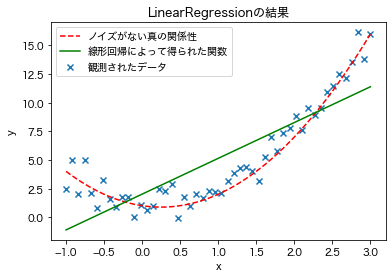 LinearRegressionの結果
ノイズがない真の関係性
線形回帰によって得られた関数
観測されたデータ
y
15.0
12.5
10.0
7.5
5.0
2.5
0.0
−1.0 −0.5 0.0 0.5 1.0 1.5 2.0 2.5 3.0
x